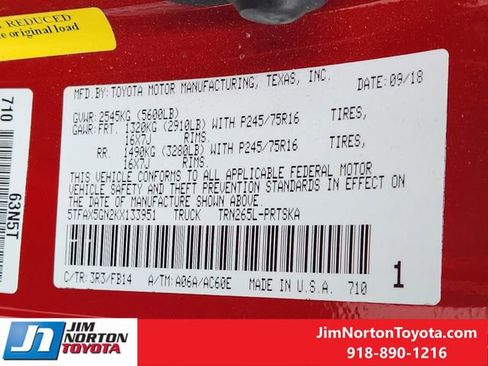 REDUCED
e original load
710
63N5T
MFD.BY:TOYOTA MOTOR MANUFACTURING, TEXAS, INC.
DATE: 09/18
GVWR: 2545KG (5600LB)
GAWR:FRT. 1320KG (2910LB) WITH P245/75R16 TIRES,
16X7J RIMS
RR. 1490KG (3280LB) WITH P245/75R16 TIRES,
16X7J RIMS
THIS VEHICLE CONFORMS TO ALL APPLICABLE FEDERAL MOTOR
VEHICLE SAFETY AND THEFT PREVENTION STANDARDS IN EFFECT ON
THE DATE OF MANUFACTURE SHOWN ABOVE.
5TFAX5GN2KX133951 TRUCK TRN265L-PRTSKA
C/TR: 3R3/FB14 A/TM: A06A/AC60E MADE IN U.S.A. 710 1
JIM
NORTON
TOYOTA
JimNortonToyota.com
918-890-1216